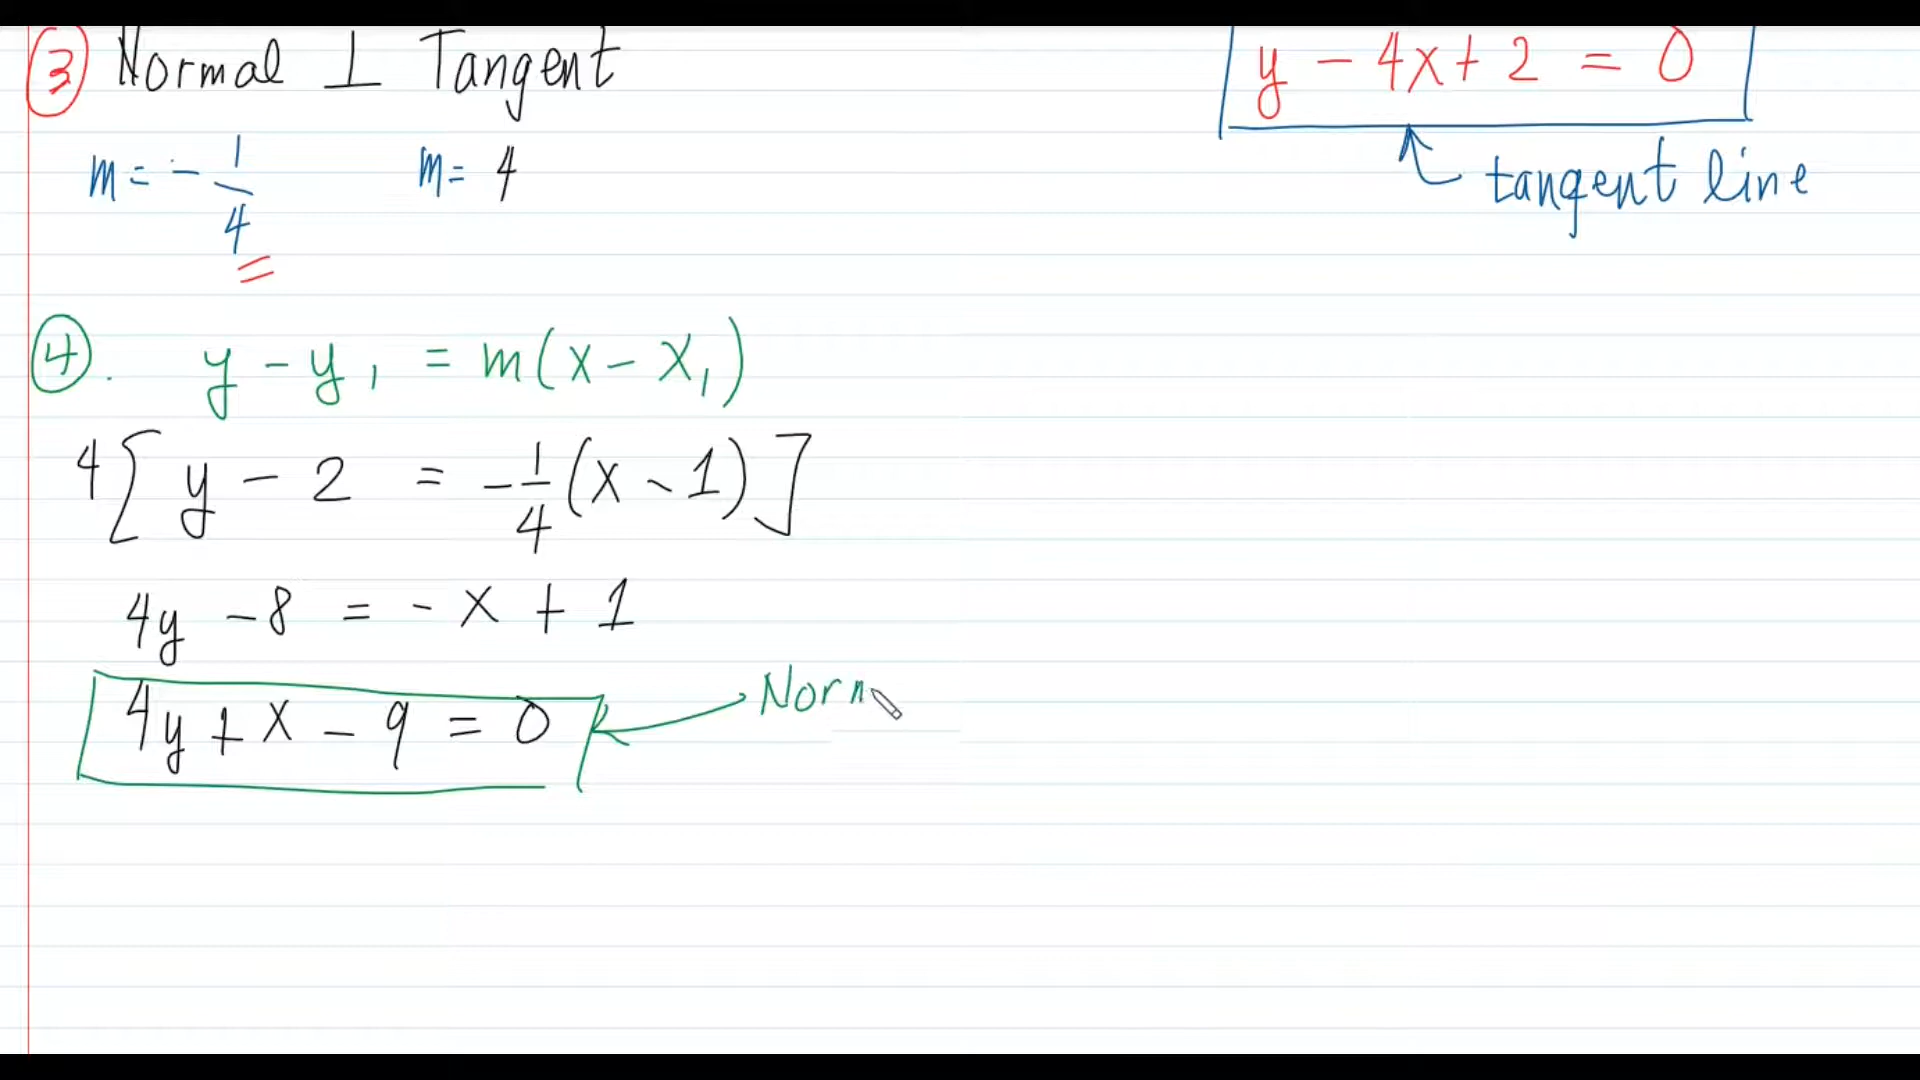 ③ Normal ⊥ Tangent
m = -1/4    m = 4
y - 4x + 2 = 0
tangent line
④. y - y₁ = m(x - x₁)
4[y - 2 = -1/4(x - 1)]
4y - 8 = -x + 1
4y + x - 9 = 0
Norm